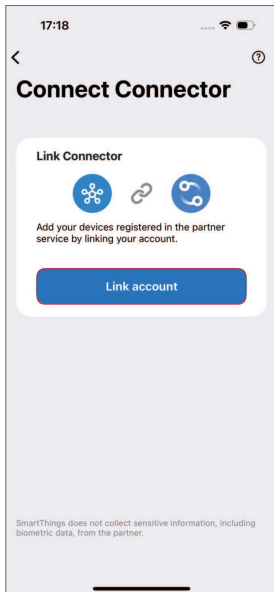 17:18
Connect Connector
Link Connector
Add your devices registered in the partner
service by linking your account.
Link account
SmartThings does not collect sensitive information, including
biometric data, from the partner.